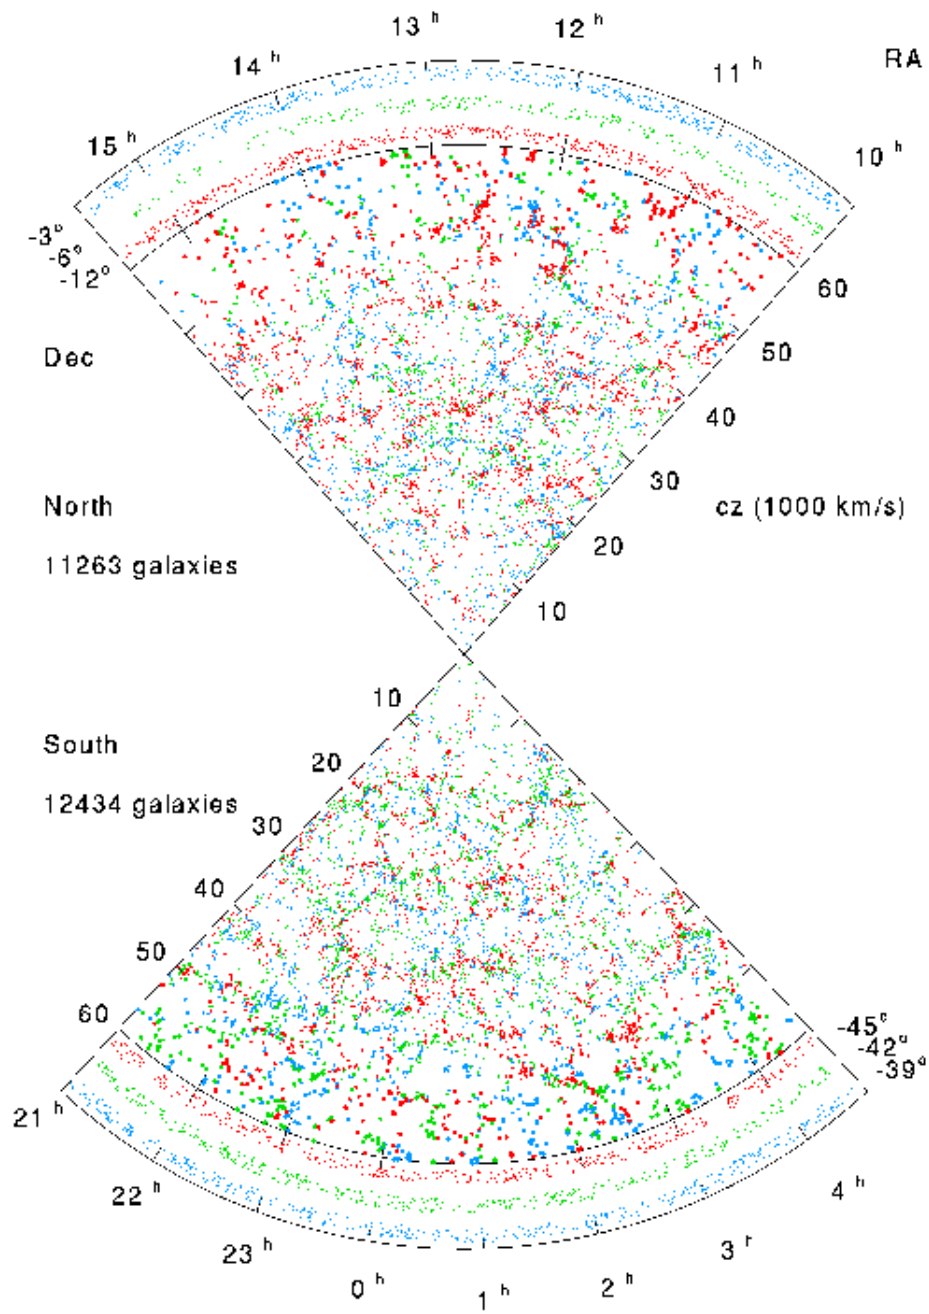 13 h
12 h
14 h
11 h
RA
15 h
10 h
-3°
-6°
-12°
60
Dec
50
40
30
North
cz (1000 km/s)
20
11263 galaxies
10
10
South
20
12434 galaxies
30
40
50
60
-45°
-42°
-39°
21 h
22 h
4 h
23 h
3 h
0 h
2 h
1 h